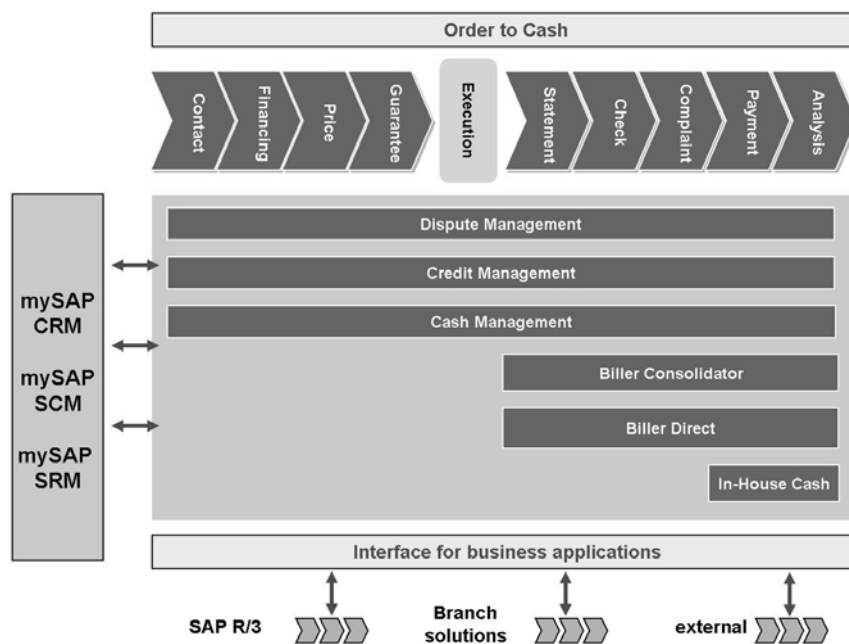 Order to Cash
Contact
Financing
Price
Guarantee
Execution
Statement
Check
Complaint
Payment
Analysis
mySAP
CRM
mySAP
SCM
mySAP
SRM
Dispute Management
Credit Management
Cash Management
Biller Consolidator
Biller Direct
In-House Cash
Interface for business applications
SAP R/3
Branch
solutions
external